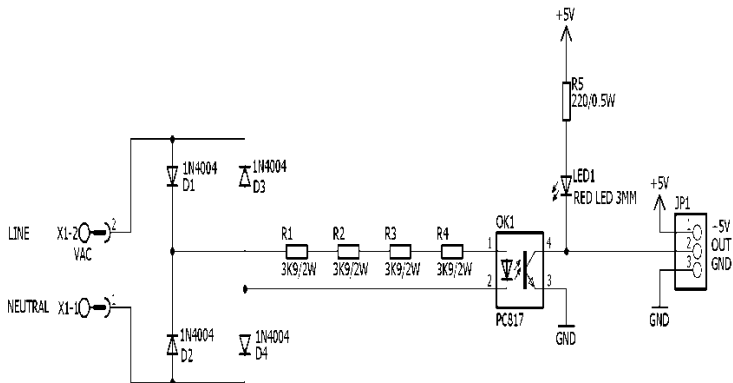 +5V
R5
220/0.5W
1N4004
D1
1N4004
D3
LED1
RED LED 3MM
+5V
JP1
LINE
X1-2
2
VAC
R1
R2
R3
R4
OK1
1
~5V
2
OUT
3
GND
3K9/2W
3K9/2W
3K9/2W
3K9/2W
1
4
2
3
NEUTRAL
X1-1
1
1N4004
D2
1N4004
D4
PC817
GND
GND